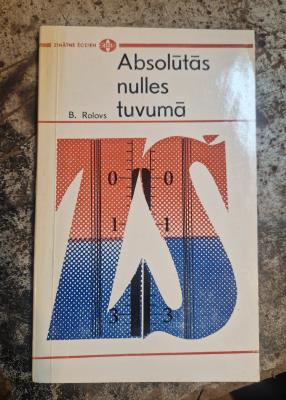 ZINĀTNE ŠODIEN
Absolūtās
nulles
tuvumā
B. Rolovs
0 0
1 1
3 3